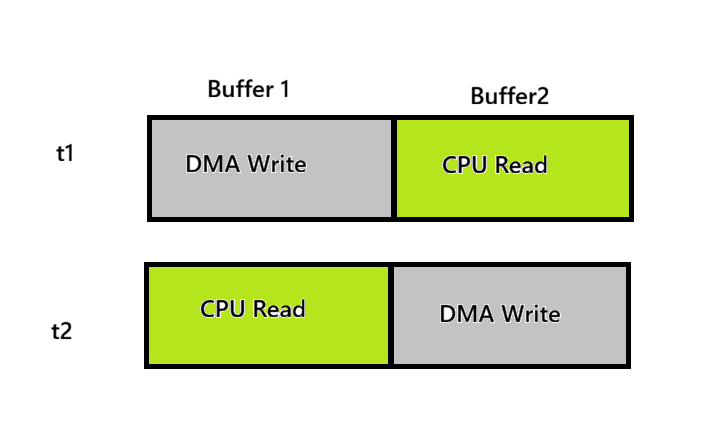 Buffer 1
Buffer2
t1
DMA Write
CPU Read
t2
CPU Read
DMA Write